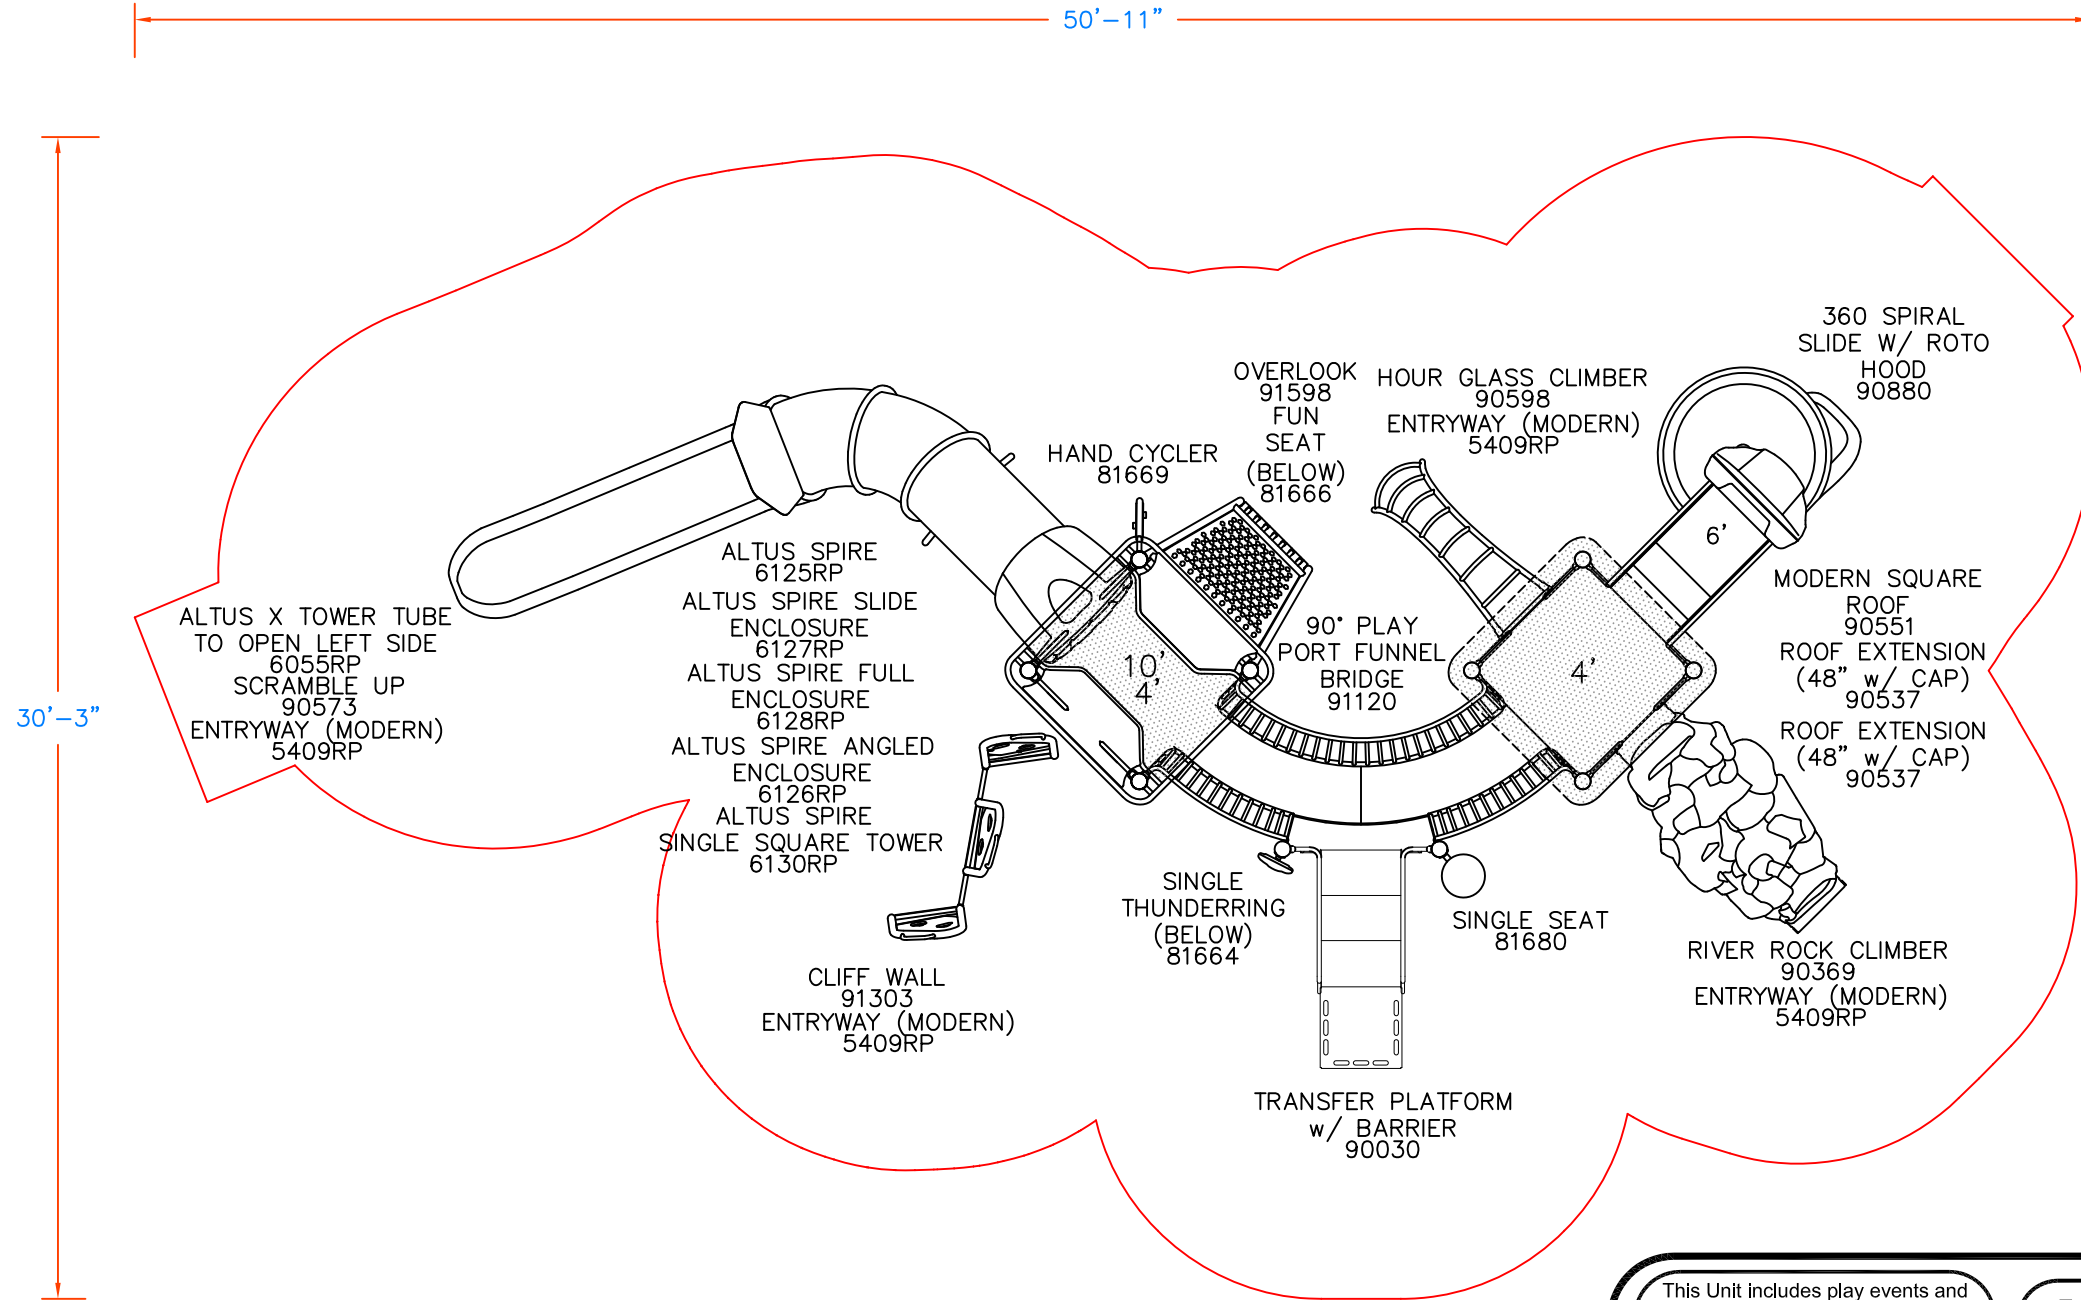 50'-11"
30'-3"
360 SPIRAL
SLIDE W/ ROTO
HOOD
90880
OVERLOOK
91598
FUN
SEAT
(BELOW)
81666
HOUR GLASS CLIMBER
90598
ENTRYWAY (MODERN)
5409RP
HAND CYCLER
81669
6'
ALTUS SPIRE
6125RP
ALTUS SPIRE SLIDE
ENCLOSURE
6127RP
ALTUS SPIRE FULL
ENCLOSURE
6128RP
ALTUS SPIRE ANGLED
ENCLOSURE
6126RP
ALTUS SPIRE
SINGLE SQUARE TOWER
6130RP
ALTUS X TOWER TUBE
TO OPEN LEFT SIDE
6055RP
SCRAMBLE UP
90573
ENTRYWAY (MODERN)
5409RP
10'
4'
90° PLAY
PORT FUNNEL
BRIDGE
91120
4'
MODERN SQUARE
ROOF
90551
ROOF EXTENSION
(48" w/ CAP)
90537
ROOF EXTENSION
(48" w/ CAP)
90537
SINGLE
THUNDERRING
(BELOW)
81664
SINGLE SEAT
81680
RIVER ROCK CLIMBER
90369
ENTRYWAY (MODERN)
5409RP
CLIFF WALL
91303
ENTRYWAY (MODERN)
5409RP
TRANSFER PLATFORM
w/ BARRIER
90030
This Unit includes play events and